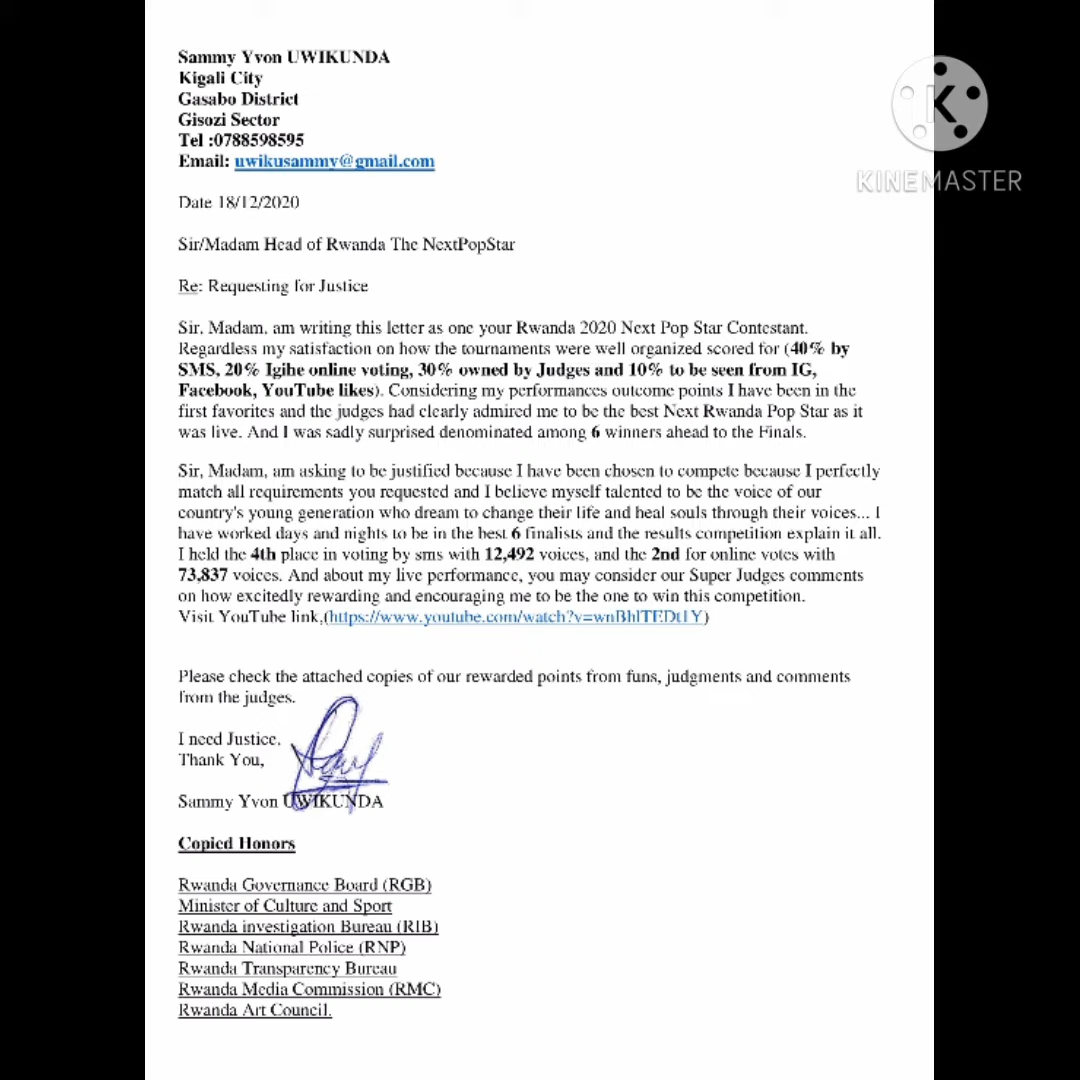 Sammy Yvon UWIKUNDA
Kigali City
Gasabo District
Gisozi Sector
Tel :0788598595
Email: uwikusammy@gmail.com
KINEMASTER
Date 18/12/2020
Sir/Madam Head of Rwanda The NextPopStar
Re: Requesting for Justice
Sir, Madam, am writing this letter as one your Rwanda 2020 Next Pop Star Contestant.
Regardless my satisfaction on how the tournaments were well organized scored for (40% by
SMS, 20% Igihe online voting, 30% owned by Judges and 10% to be seen from IG,
Facebook, YouTube likes). Considering my performances outcome points I have been in the
first favorites and the judges had clearly admired me to be the best Next Rwanda Pop Star as it
was live. And I was sadly surprised denominated among 6 winners ahead to the Finals.
Sir, Madam, am asking to be justified because I have been chosen to compete because I perfectly
match all requirements you requested and I believe myself talented to be the voice of our
country's young generation who dream to change their life and heal souls through their voices... I
have worked days and nights to be in the best 6 finalists and the results competition explain it all.
I held the 4th place in voting by sms with 12,492 voices, and the 2nd for online votes with
73,837 voices. And about my live performance, you may consider our Super Judges comments
on how excitedly rewarding and encouraging me to be the one to win this competition.
Visit YouTube link,(https://www.youtube.com/watch?v=wnBhlTEDt1Y)
Please check the attached copies of our rewarded points from funs, judgments and comments
from the judges.
I need Justice.
Thank You,
Sammy Yvon UWIKUNDA
Copied Honors
Rwanda Governance Board (RGB)
Minister of Culture and Sport
Rwanda investigation Bureau (RIB)
Rwanda National Police (RNP)
Rwanda Transparency Bureau
Rwanda Media Commission (RMC)
Rwanda Art Council.